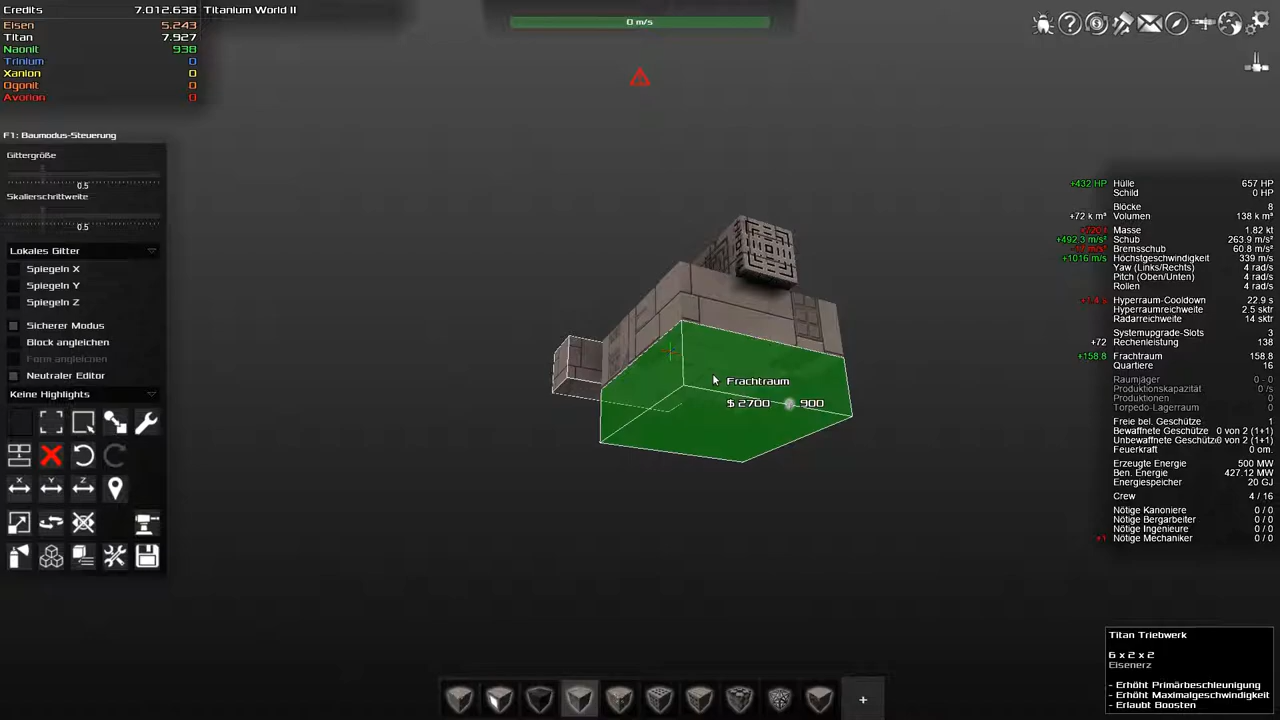 Credits 7.012.638 Titanium World II
Eisen 5.243
Titan 7.927
Naonit 938
Trinium 0
Xanion 0
Ogonit 0
Avorion 0
0 m/s
F1: Baumodus-Steuerung
Gittergröße
0.5
Skalierschrittweite
0.5
Lokales Gitter
Spiegeln X
Spiegeln Y
Spiegeln Z
Sicherer Modus
Block angleichen
Form angleichen
Neutraler Editor
Keine Highlights
X Y Z
Frachtraum
$ 2700 900
+432 HP Hülle 657 HP
Schild 0 HP
Blöcke 8
+72 k m³ Volumen 138 k m³
Masse 1.82 kt
+492.3 m/s² Schub 263.9 m/s²
Bremsschub 60.8 m/s²
+1016 m/s Höchstgeschwindigkeit 339 m/s
Yaw (Links/Rechts) 4 rad/s
Pitch (Oben/Unten) 4 rad/s
Rollen 4 rad/s
Hyperraum-Cooldown 22.9 s
Hyperraumreichweite 2.5 sktr
Radarreichweite 14 sktr
Systemupgrade-Slots 3
+72 Rechenleistung 138
+158.8 Frachtraum 158.8
Quartiere 16
Raumjäger 0 - 0
Produktionskapazität 0 /s
Produktionen 0
Torpedo-Lagerraum 0
Freie bel. Geschütze 1
Bewaffnete Geschütz 0 von 2 (1+1)
Unbewaffnete Geschütz 0 von 2 (1+1)
Feuerkraft 0 om.
Erzeugte Energie 500 MW
Ben. Energie 427.12 MW
Energiespeicher 20 GJ
Crew 4 / 16
Nötige Kanoniere 0 / 0
Nötige Bergarbeiter 0 / 0
Nötige Ingenieure 0 / 0
+1 Nötige Mechaniker 0 / 0
Titan Triebwerk
6 x 2 x 2
Eisenerz
- Erhöht Primärbeschleunigung
- Erhöht Maximalgeschwindigkeit
- Erlaubt Boosten
+